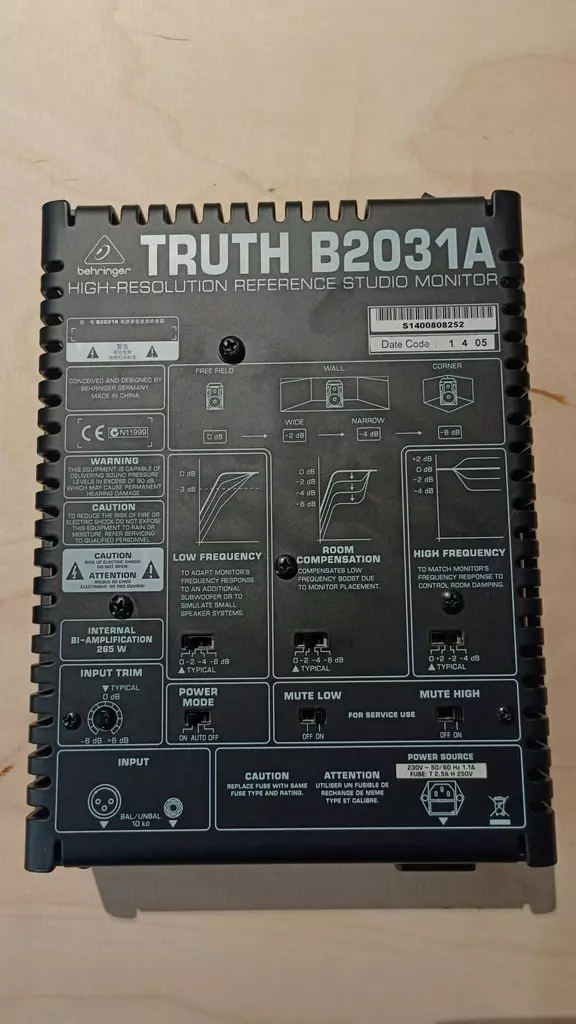 behringer
TRUTH B2031A
HIGH-RESOLUTION REFERENCE STUDIO MONITOR
S1400808252
Date Code : 1 4 05
B2031A
警告
CONCEIVED AND DESIGNED BY
BEHRINGER GERMANY.
MADE IN CHINA
CE N11999
WARNING
THIS EQUIPMENT IS CAPABLE OF
DELIVERING SOUND PRESSURE
LEVELS IN EXCESS OF 90 dB,
WHICH MAY CAUSE PERMANENT
HEARING DAMAGE
CAUTION
TO REDUCE THE RISK OF FIRE OR
ELECTRIC SHOCK DO NOT EXPOSE
THIS EQUIPMENT TO RAIN OR
MOISTURE. REFER SERVICING
TO QUALIFIED PERSONNEL
CAUTION
RISK OF ELECTRIC SHOCK!
DO NOT OPEN!
ATTENTION
RISQUE DE CHOC
ELECTRIQUE! NE PAS OUVRIR!
INTERNAL
BI-AMPLIFICATION
265 W
FREE FIELD
WALL
CORNER
WIDE
NARROW
0 dB
-2 dB
-4 dB
-6 dB
0 dB
-3 dB
LOW FREQUENCY
TO ADAPT MONITOR'S
FREQUENCY RESPONSE
TO AN ADDITIONAL
SUBWOOFER OR TO
SIMULATE SMALL
SPEAKER SYSTEMS.
0 -2 -4 -6 dB
TYPICAL
0 dB
-2 dB
-4 dB
-6 dB
ROOM
COMPENSATION
COMPENSATES LOW
FREQUENCY BOOST DUE
TO MONITOR PLACEMENT.
0 -2 -4 -6 dB
TYPICAL
+2 dB
0 dB
-2 dB
-4 dB
HIGH FREQUENCY
TO MATCH MONITOR'S
FREQUENCY RESPONSE TO
CONTROL ROOM DAMPING.
0 +2 -2 -4 dB
TYPICAL
INPUT TRIM
TYPICAL
0 dB
-6 dB +6 dB
POWER
MODE
ON AUTO OFF
MUTE LOW
OFF ON
FOR SERVICE USE
MUTE HIGH
OFF ON
INPUT
BAL/UNBAL
10 kΩ
CAUTION
REPLACE FUSE WITH SAME
FUSE TYPE AND RATING.
ATTENTION
UTILISER UN FUSIBLE DE
RECHANGE DE MEME
TYPE ET CALIBRE.
POWER SOURCE
230V~ 50/60 Hz 1.1A
FUSE: T 2.5A H 250V